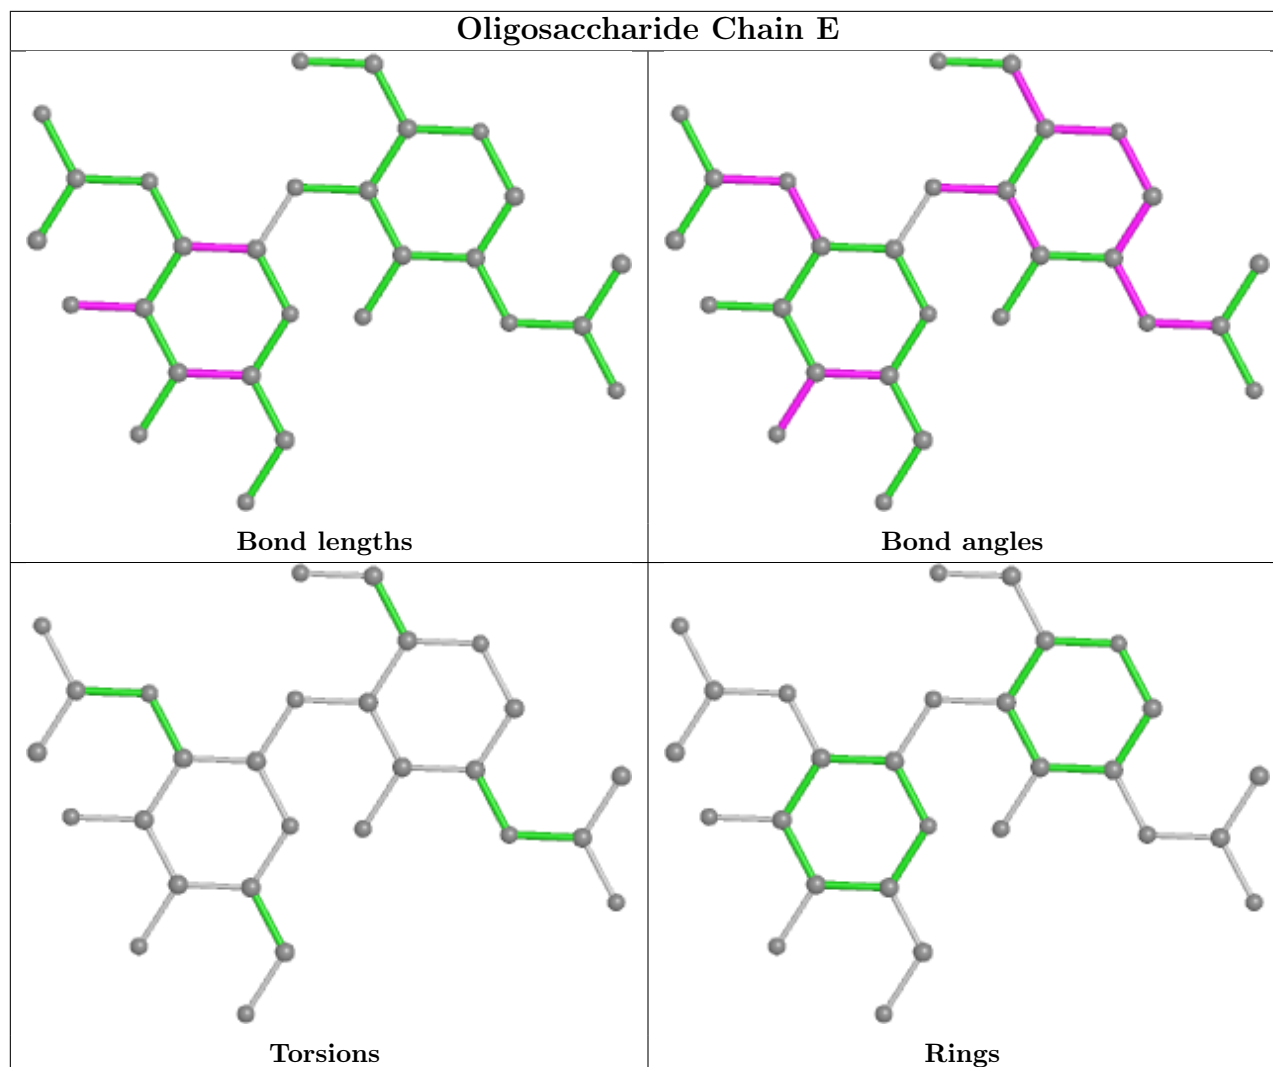 Oligosaccharide Chain E
Bond lengths
Bond angles
Torsions
Rings